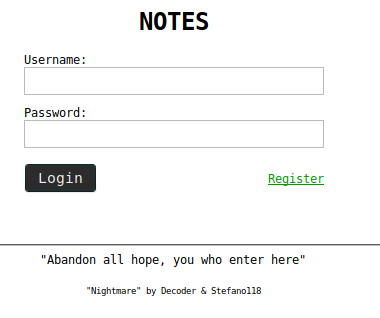 NOTES
Username:
Password:
Login
Register
"Abandon all hope, you who enter here"
"Nightmare" by Decoder & Stefano118